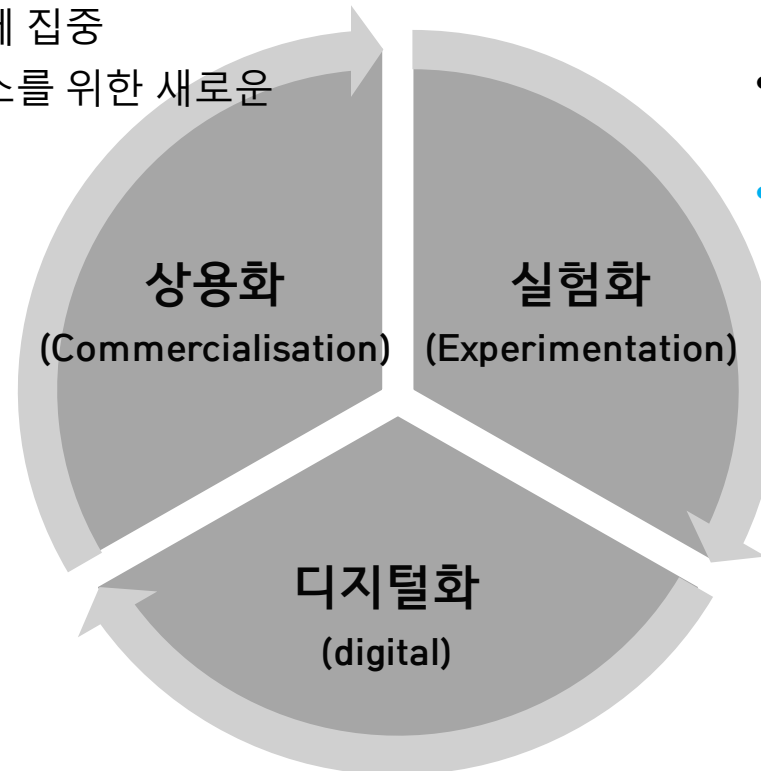 에 집중
스를 위한 새로운
•
•
상용화
(Commercialisation)
실험화
(Experimentation)
디지털화
(digital)